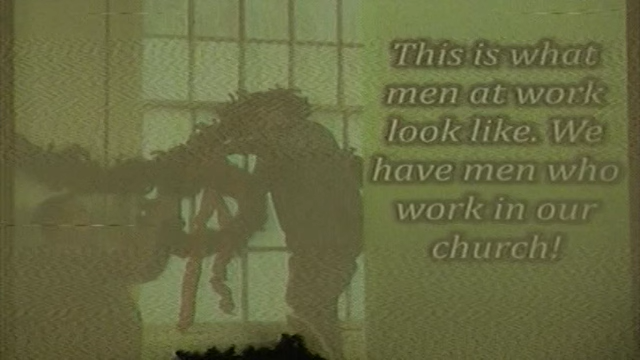 This is what
men at work
look like. We
have men who
work in our
church!